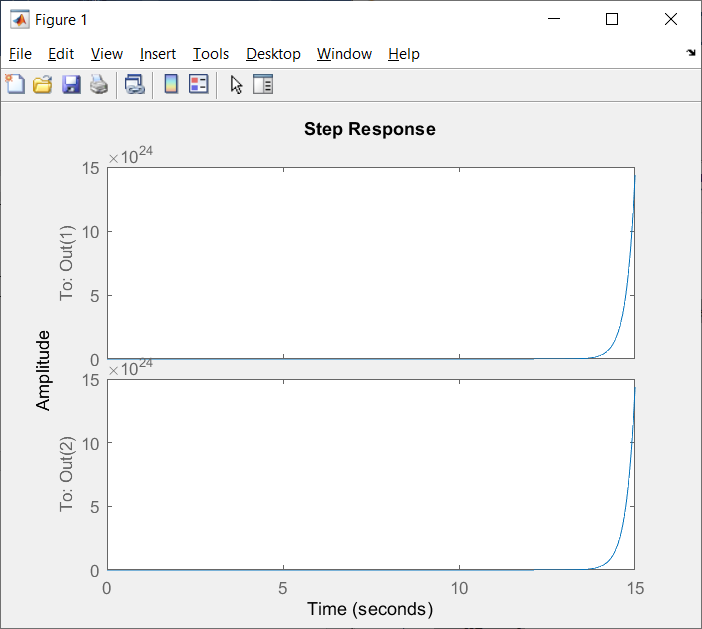 Figure 1
File Edit View Insert Tools Desktop Window Help
Step Response
×10^24
15
10
5
0
To: Out(1)
Amplitude
×10^24
15
10
5
0
To: Out(2)
0 5 10 15
Time (seconds)